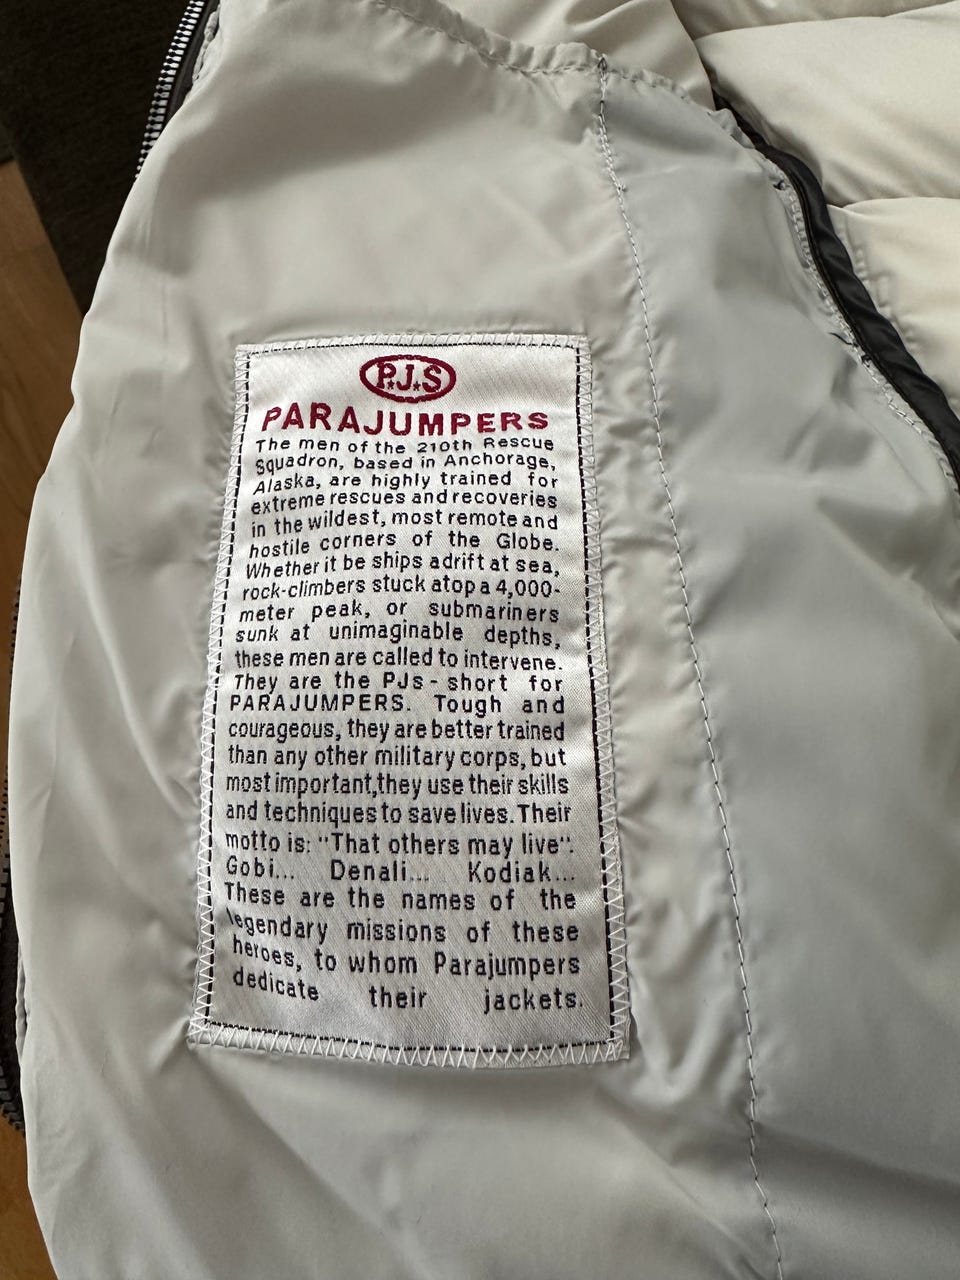 P.J.S
PARAJUMPERS
The men of the 210th Rescue
Squadron, based in Anchorage,
Alaska, are highly trained for
extreme rescues and recoveries
in the wildest, most remote and
hostile corners of the Globe.
Whether it be ships adrift at sea,
rock-climbers stuck atop a 4,000-
meter peak, or submariners
sunk at unimaginable depths,
these men are called to intervene.
They are the PJs - short for
PARAJUMPERS. Tough and
courageous, they are better trained
than any other military corps, but
most important,they use their skills
and techniques to save lives. Their
motto is: "That others may live".
Gobi... Denali... Kodiak...
These are the names of the
legendary missions of these
heroes, to whom Parajumpers
dedicate their jackets.